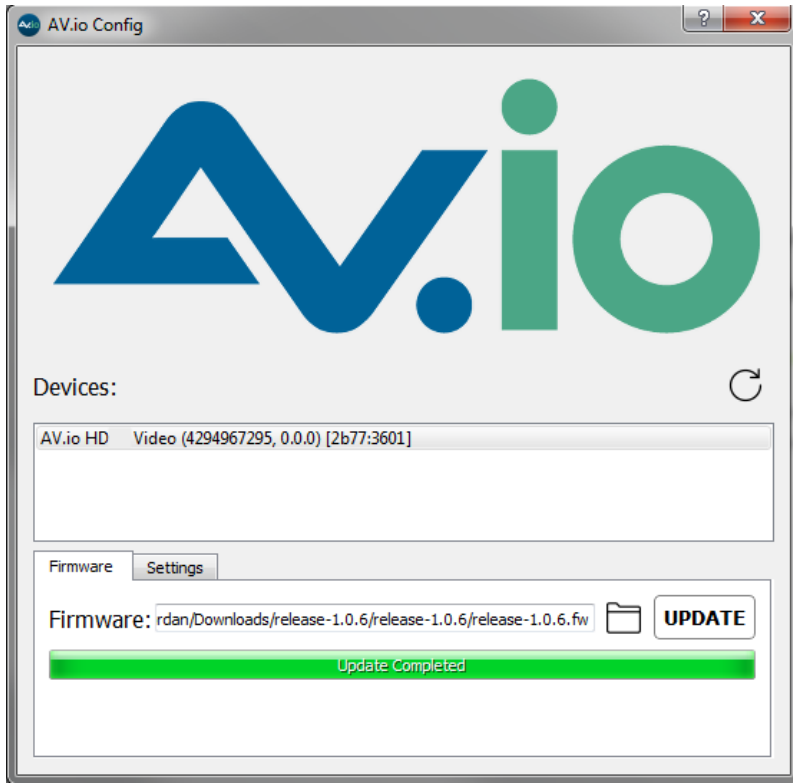 AV.io Config
AV.io
Devices:
AV.io HD Video (4294967295, 0.0.0) [2b77:3601]
Firmware Settings
Firmware: rdan/Downloads/release-1.0.6/release-1.0.6/release-1.0.6.fw UPDATE
Update Completed